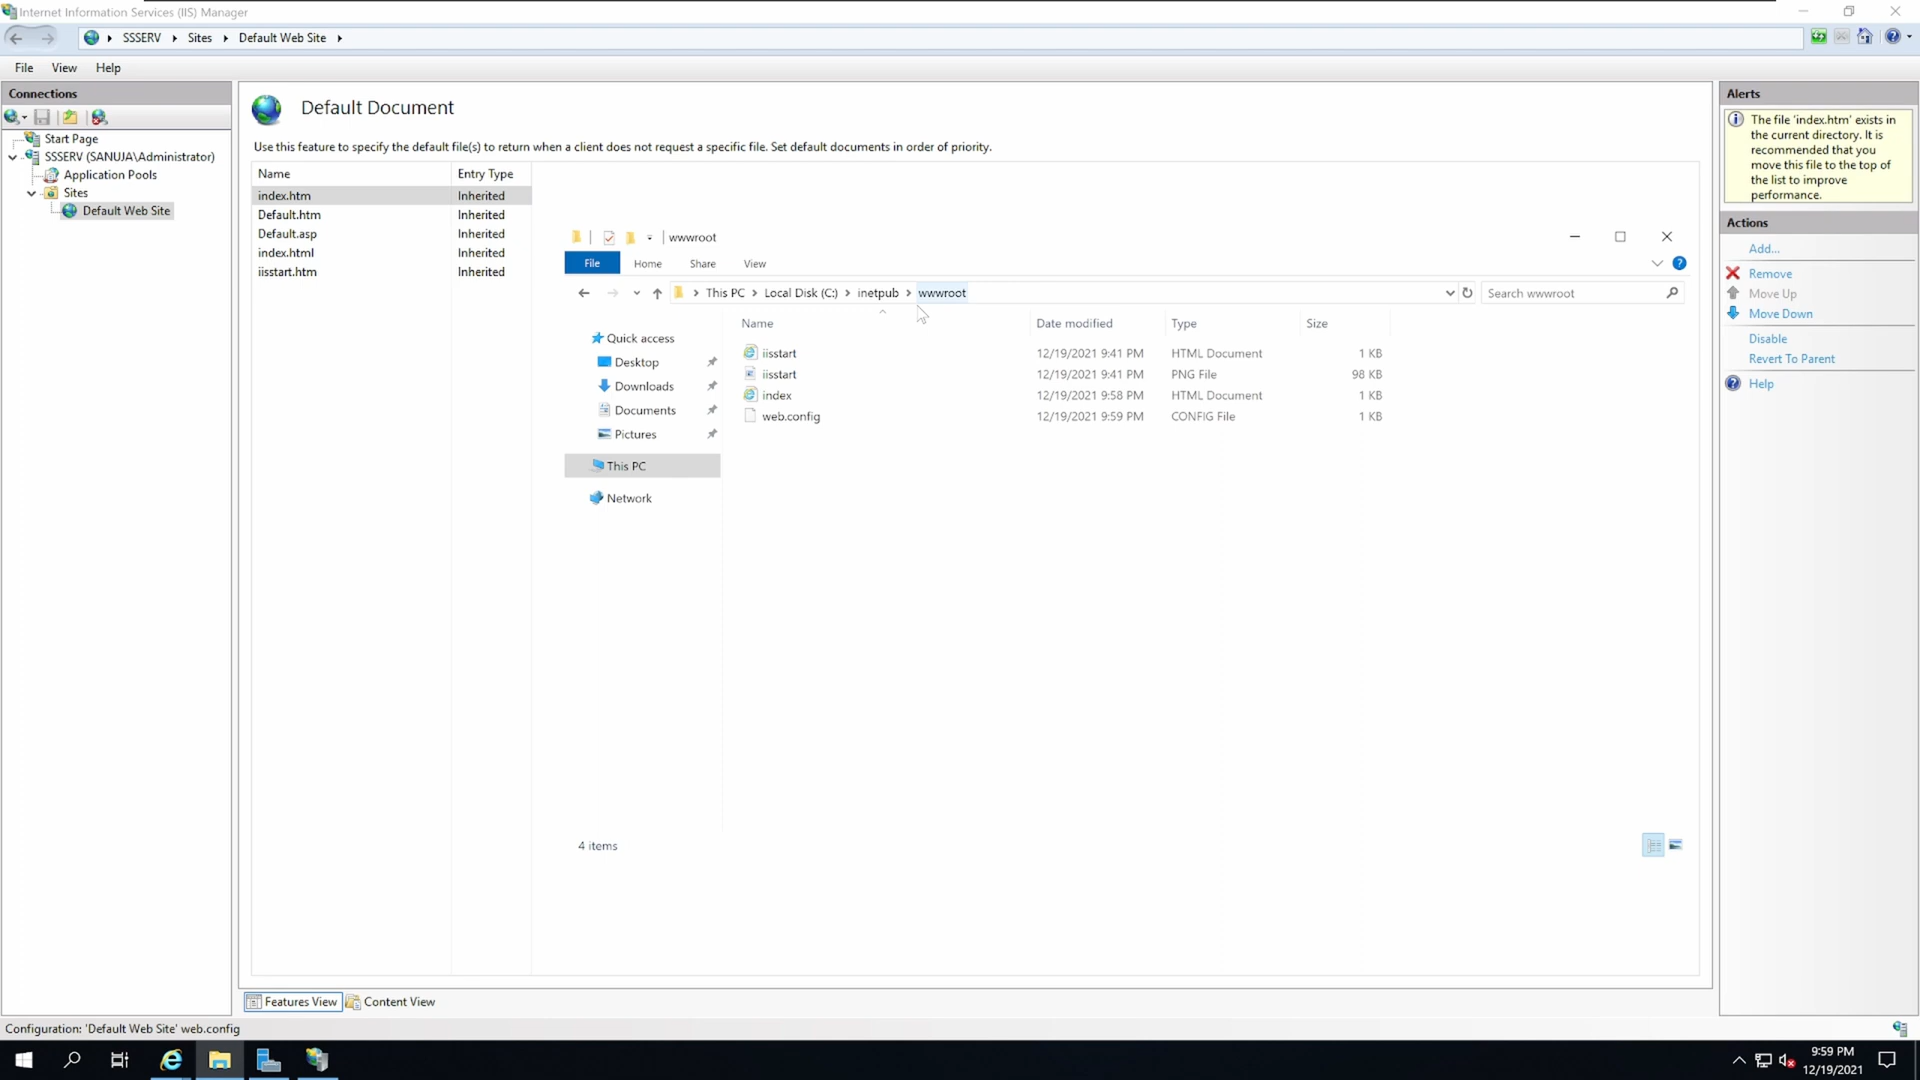 Internet Information Services (IIS) Manager
SSSERV
Sites
Default Web Site
File
View
Help
Connections
Start Page
SSSERV (SANUJA\Administrator)
Application Pools
Sites
Default Web Site
Default Document
Use this feature to specify the default file(s) to return when a client does not request a specific file. Set default documents in order of priority.
Name
Entry Type
index.htm
Inherited
Default.htm
Inherited
Default.asp
Inherited
index.html
Inherited
iisstart.htm
Inherited
wwwroot
File
Home
Share
View
This PC
Local Disk (C:)
inetpub
wwwroot
Search wwwroot
Quick access
Desktop
Downloads
Documents
Pictures
This PC
Network
Name
Date modified
Type
Size
iisstart
12/19/2021 9:41 PM
HTML Document
1 KB
iisstart
12/19/2021 9:41 PM
PNG File
98 KB
index
12/19/2021 9:58 PM
HTML Document
1 KB
web.config
12/19/2021 9:59 PM
CONFIG File
1 KB
4 items
Alerts
The file 'index.htm' exists in
the current directory. It is
recommended that you
move this file to the top of
the list to improve
performance.
Actions
Add...
Remove
Move Up
Move Down
Disable
Revert To Parent
Help
Features View
Content View
Configuration: 'Default Web Site' web.config
9:59 PM
12/19/2021